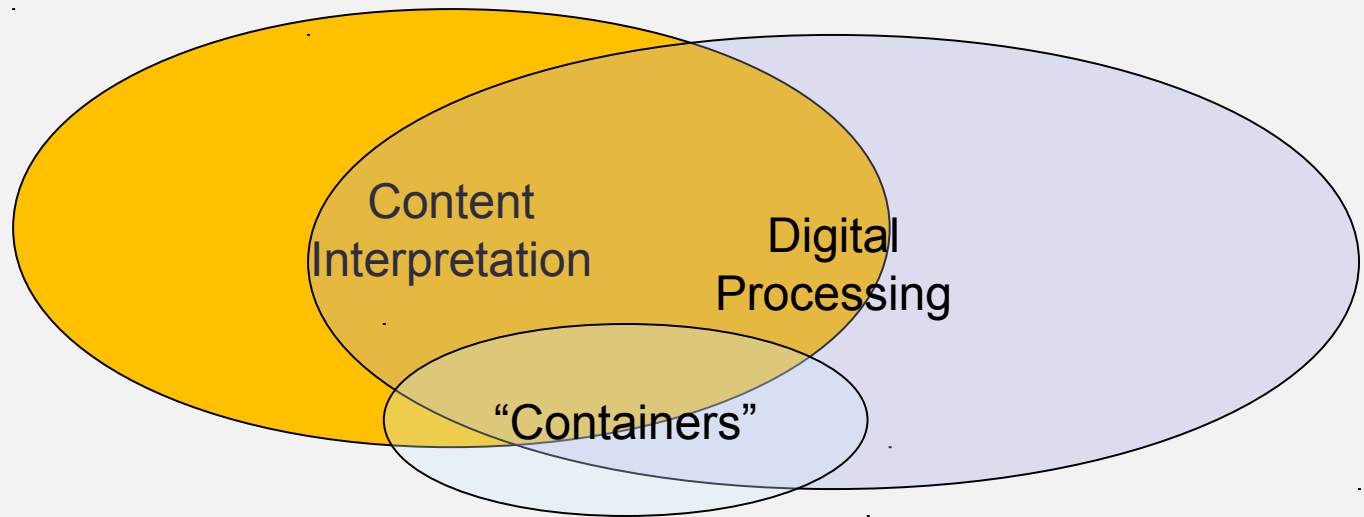 Content
Interpretation
Digital
Processing
“Containers”